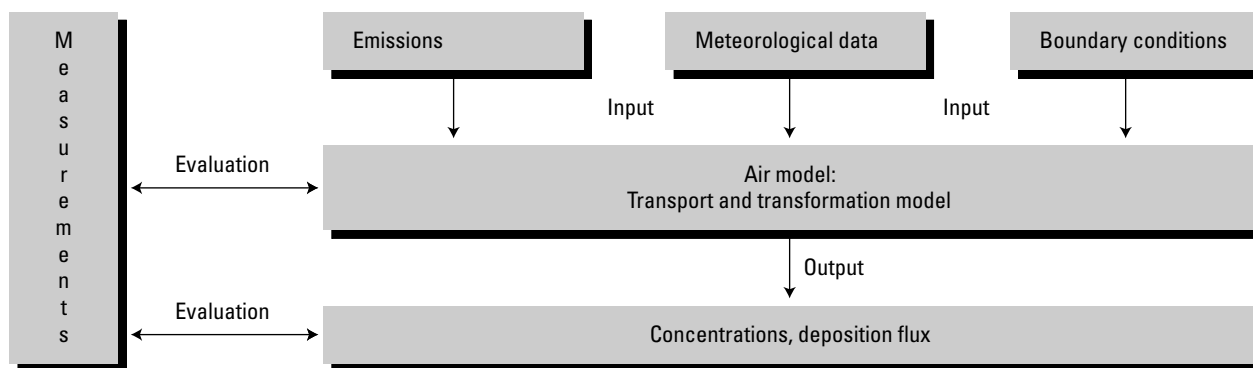 Measurements
Emissions
Meteorological data
Boundary conditions
Input
Input
Evaluation
Air model:
Transport and transformation model
Output
Evaluation
Concentrations, deposition flux